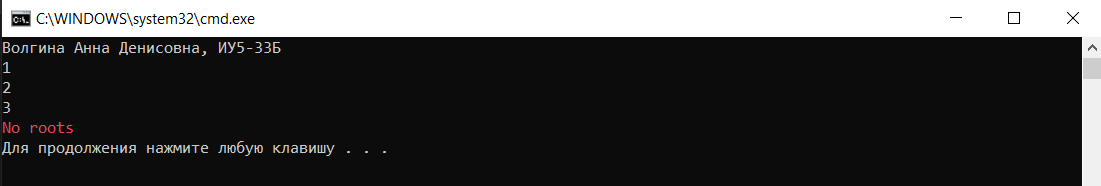 C:\WINDOWS\system32\cmd.exe
Волгина Анна Денисовна, ИУ5-33Б
1
2
3
No roots
Для продолжения нажмите любую клавишу . . .